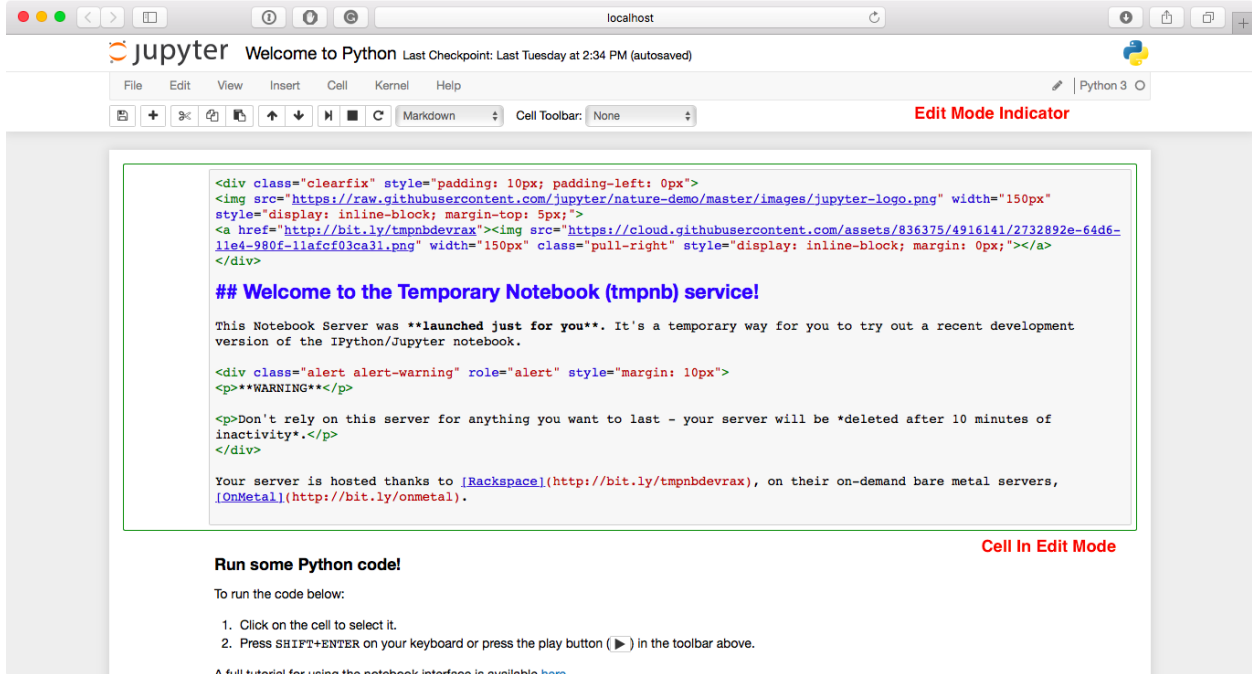 localhost
jupyter Welcome to Python Last Checkpoint: Last Tuesday at 2:34 PM (autosaved)
File Edit View Insert Cell Kernel Help Python 3
Markdown Cell Toolbar: None Edit Mode Indicator
<div class="clearfix" style="padding: 10px; padding-left: 0px">
<img src="https://raw.githubusercontent.com/jupyter/nature-demo/master/images/jupyter-logo.png" width="150px"
style="display: inline-block; margin-top: 5px;">
<a href="http://bit.ly/tmpnbdevrax"><img src="https://cloud.githubusercontent.com/assets/836375/4916141/2732892e-64d6-
11e4-980f-11afcf03ca31.png" width="150px" class="pull-right" style="display: inline-block; margin: 0px;"></a>
</div>
## Welcome to the Temporary Notebook (tmpnb) service!
This Notebook Server was **launched just for you**. It's a temporary way for you to try out a recent development
version of the IPython/Jupyter notebook.
<div class="alert alert-warning" role="alert" style="margin: 10px">
<p>**WARNING**</p>
<p>Don't rely on this server for anything you want to last - your server will be *deleted after 10 minutes of
inactivity*.</p>
</div>
Your server is hosted thanks to [Rackspace](http://bit.ly/tmpnbdevrax), on their on-demand bare metal servers,
[OnMetal](http://bit.ly/onmetal).
Cell In Edit Mode
Run some Python code!
To run the code below:
1. Click on the cell to select it.
2. Press SHIFT+ENTER on your keyboard or press the play button (▶) in the toolbar above.
A full tutorial for using the notebook interface is available here